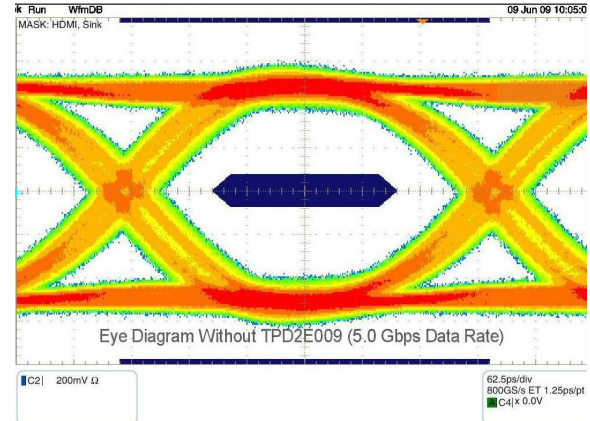 k Run WfmDB 09 Jun 09 10:05:0
MASK: HDMI, Sink
Eye Diagram Without TPD2E009 (5.0 Gbps Data Rate)
C2 200mV Ω
62.5ps/div
800GS/s ET 1.25ps/pt
A C4 x 0.0V